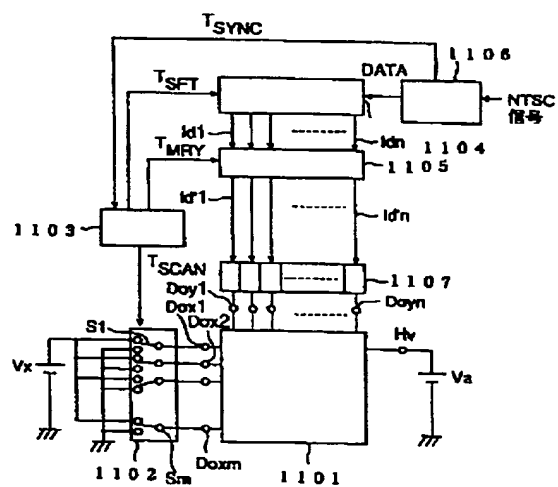 TSYNC
1106
TSFT
DATA
NTSC
信号
Id1
Idn
1104
TMRY
1105
Id'1
Id'n
1103
TSCAN
1107
Doy1
Doyn
Dox1
Dox2
S1
Hv
Vx
Va
1102
Sm
Doxm
1101